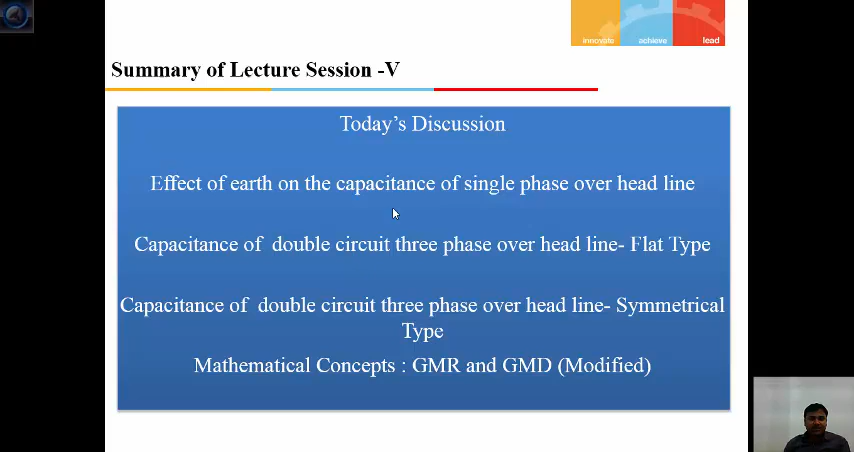 innovate achieve lead
Summary of Lecture Session -V
Today's Discussion
Effect of earth on the capacitance of single phase over head line
Capacitance of double circuit three phase over head line- Flat Type
Capacitance of double circuit three phase over head line- Symmetrical
Type
Mathematical Concepts : GMR and GMD (Modified)